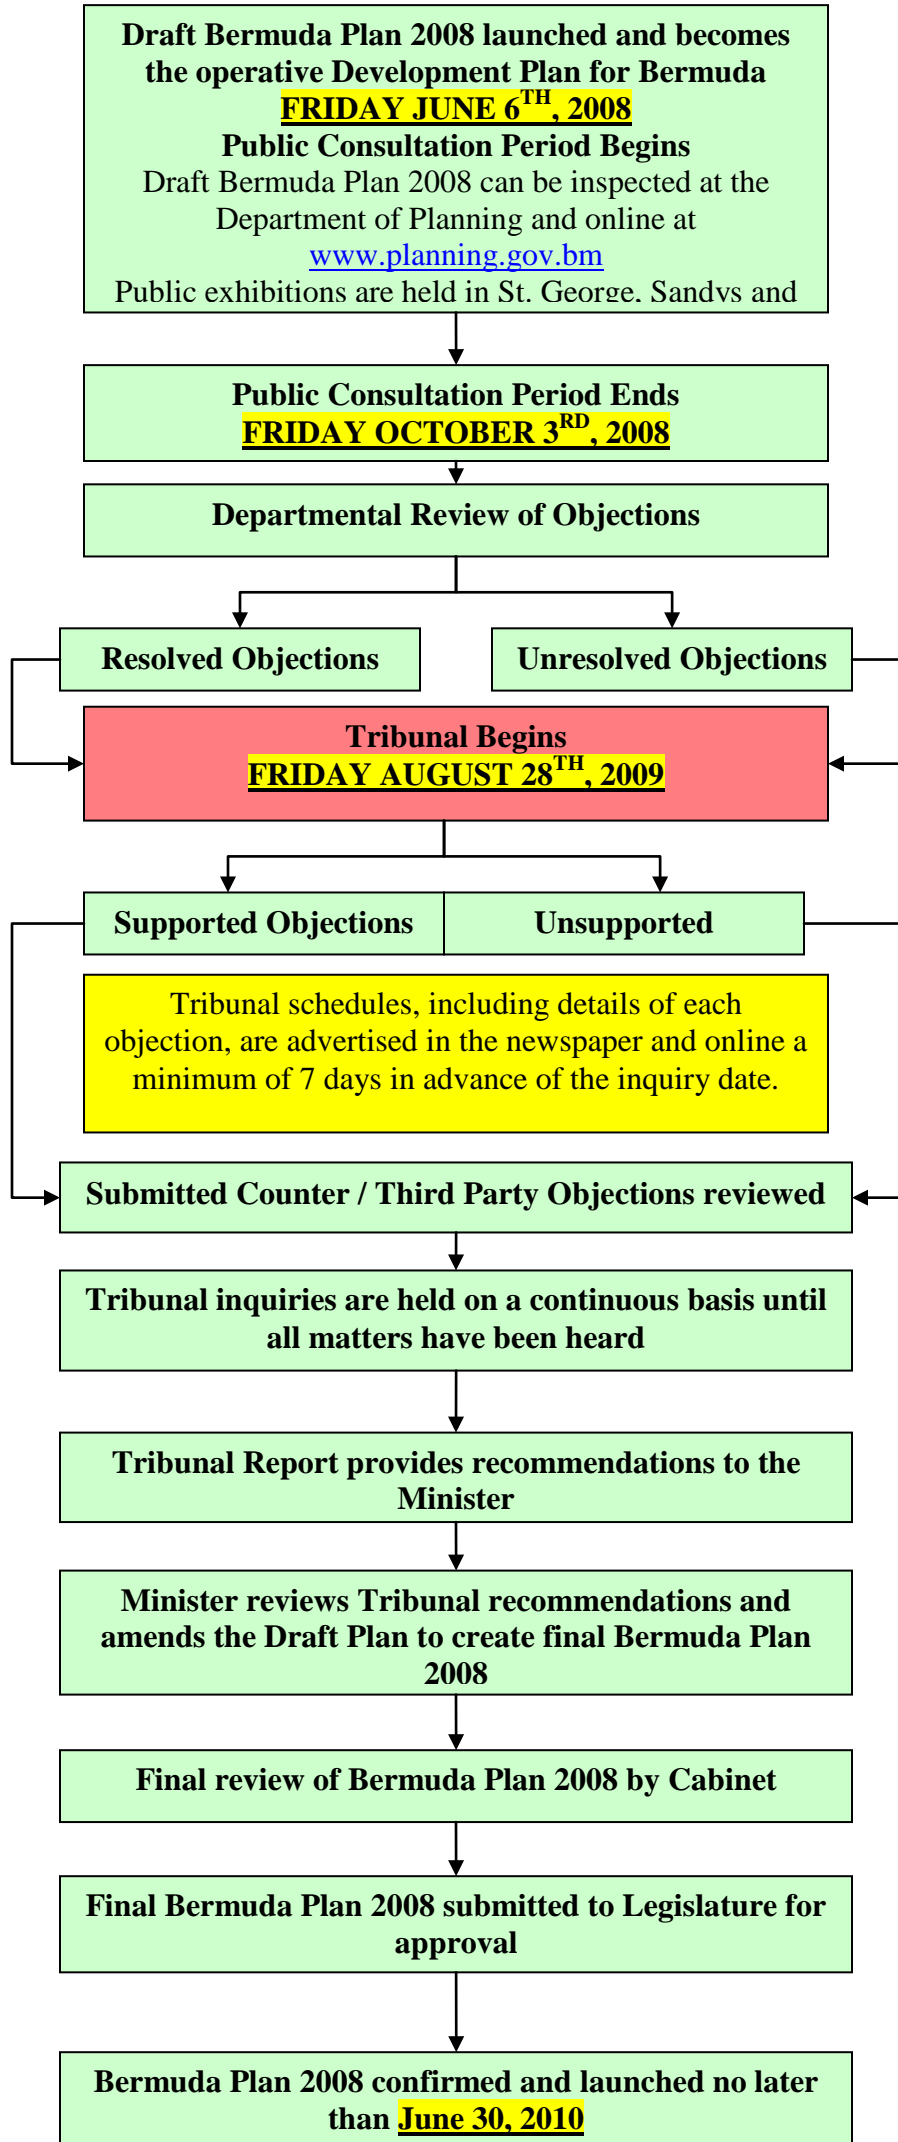 Draft Bermuda Plan 2008 launched and becomes
the operative Development Plan for Bermuda
FRIDAY JUNE 6TH, 2008
Public Consultation Period Begins
Draft Bermuda Plan 2008 can be inspected at the
Department of Planning and online at
www.planning.gov.bm
Public exhibitions are held in St. George, Sandys and
Public Consultation Period Ends
FRIDAY OCTOBER 3RD, 2008
Departmental Review of Objections
Resolved Objections
Unresolved Objections
Tribunal Begins
FRIDAY AUGUST 28TH, 2009
Supported Objections
Unsupported
Tribunal schedules, including details of each
objection, are advertised in the newspaper and online a
minimum of 7 days in advance of the inquiry date.
Submitted Counter / Third Party Objections reviewed
Tribunal inquiries are held on a continuous basis until
all matters have been heard
Tribunal Report provides recommendations to the
Minister
Minister reviews Tribunal recommendations and
amends the Draft Plan to create final Bermuda Plan
2008
Final review of Bermuda Plan 2008 by Cabinet
Final Bermuda Plan 2008 submitted to Legislature for
approval
Bermuda Plan 2008 confirmed and launched no later
than June 30, 2010